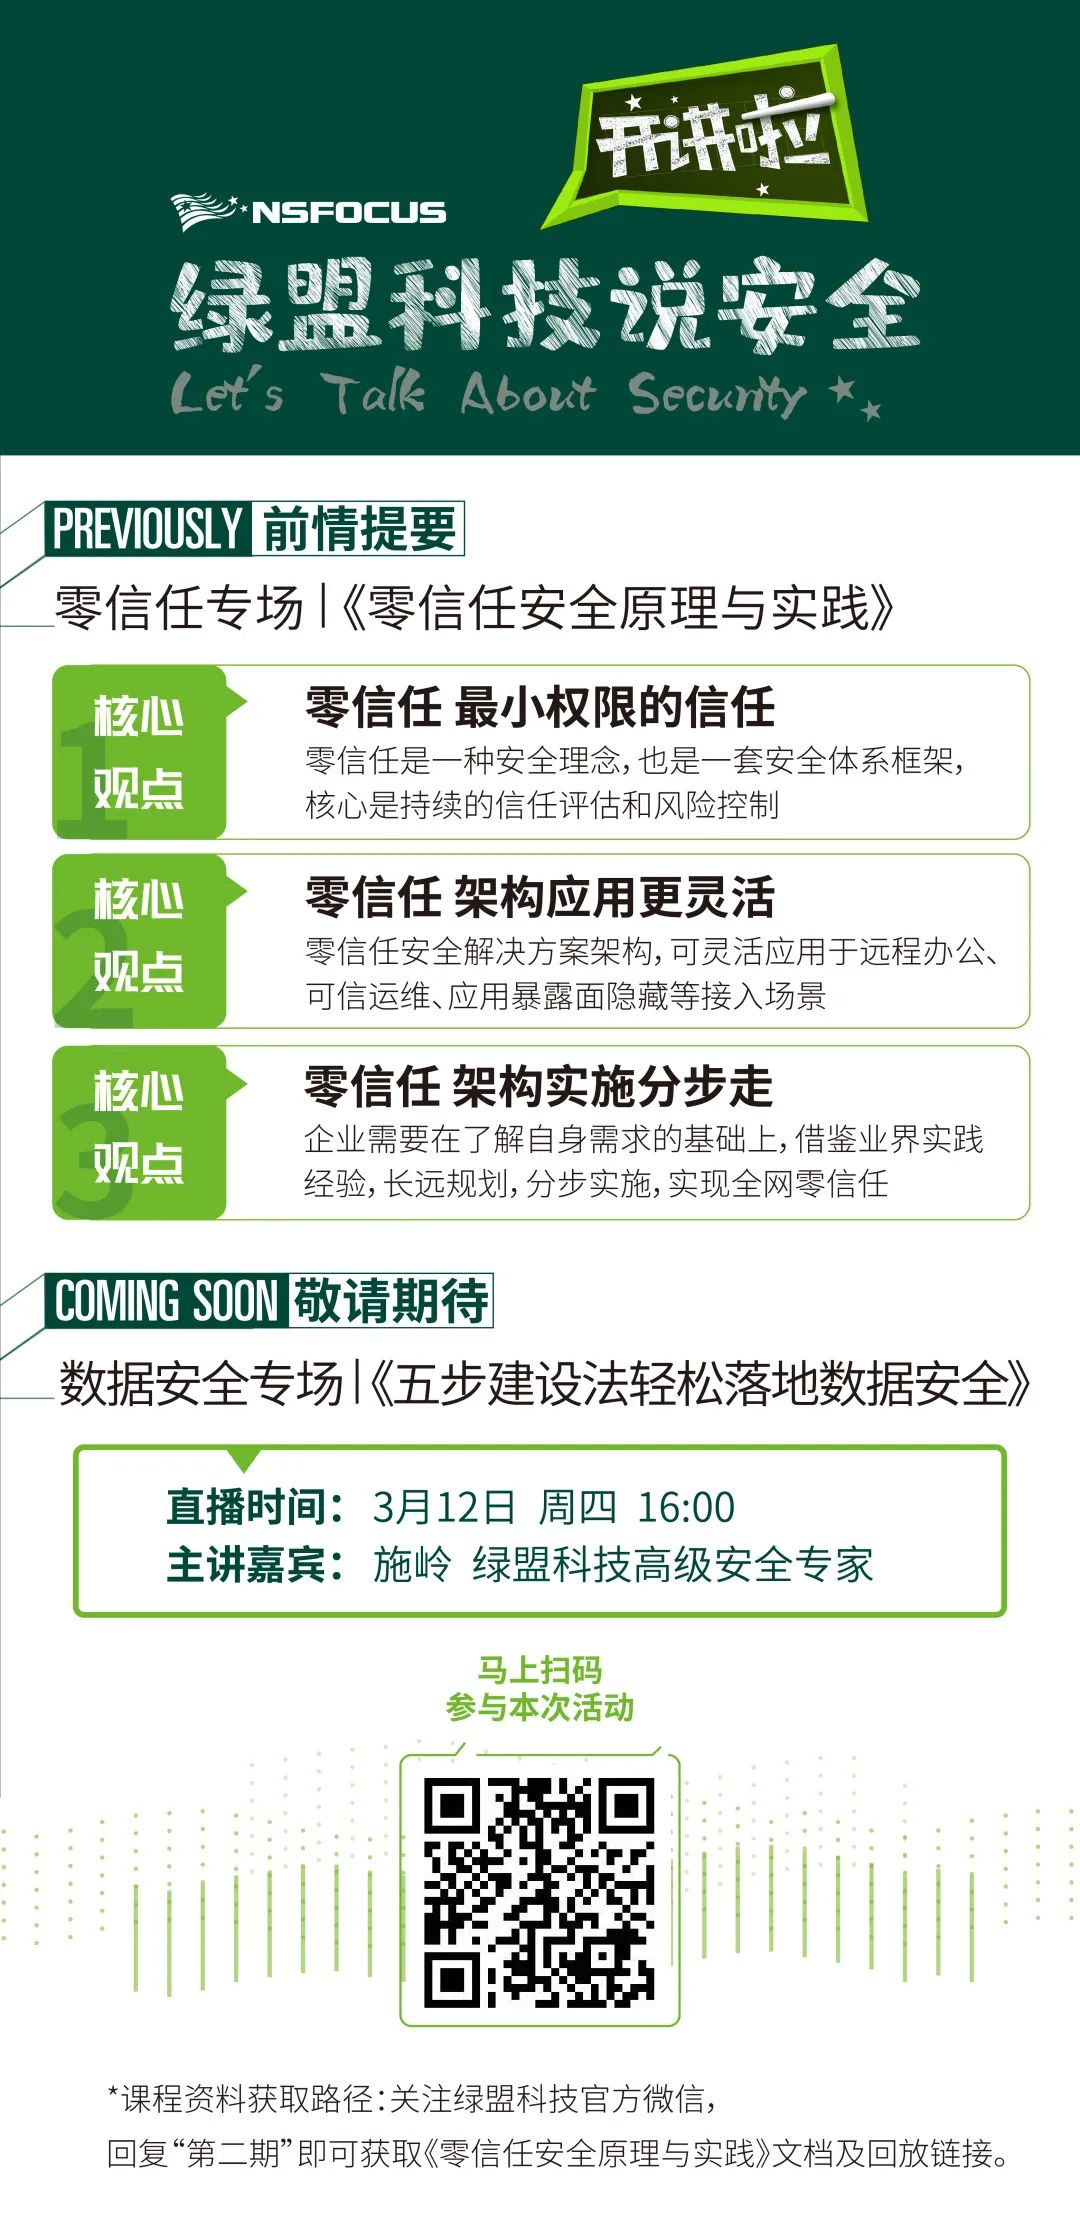 开讲啦
NSFOCUS
绿盟科技说安全
Let's Talk About Security
PREVIOUSLY 前情提要
零信任专场|《零信任安全原理与实践》
1
核心
观点
零信任 最小权限的信任
零信任是一种安全理念，也是一套安全体系框架，
核心是持续的信任评估和风险控制
2
核心
观点
零信任 架构应用更灵活
零信任安全解决方案架构，可灵活应用于远程办公、
可信运维、应用暴露面隐藏等接入场景
3
核心
观点
零信任 架构实施分步走
企业需要在了解自身需求的基础上，借鉴业界实践
经验，长远规划，分步实施，实现全网零信任
COMING SOON 敬请期待
数据安全专场|《五步建设法轻松落地数据安全》
直播时间： 3月12日 周四 16:00
主讲嘉宾： 施岭 绿盟科技高级安全专家
马上扫码
参与本次活动
*课程资料获取路径：关注绿盟科技官方微信，
回复“第二期”即可获取《零信任安全原理与实践》文档及回放链接。